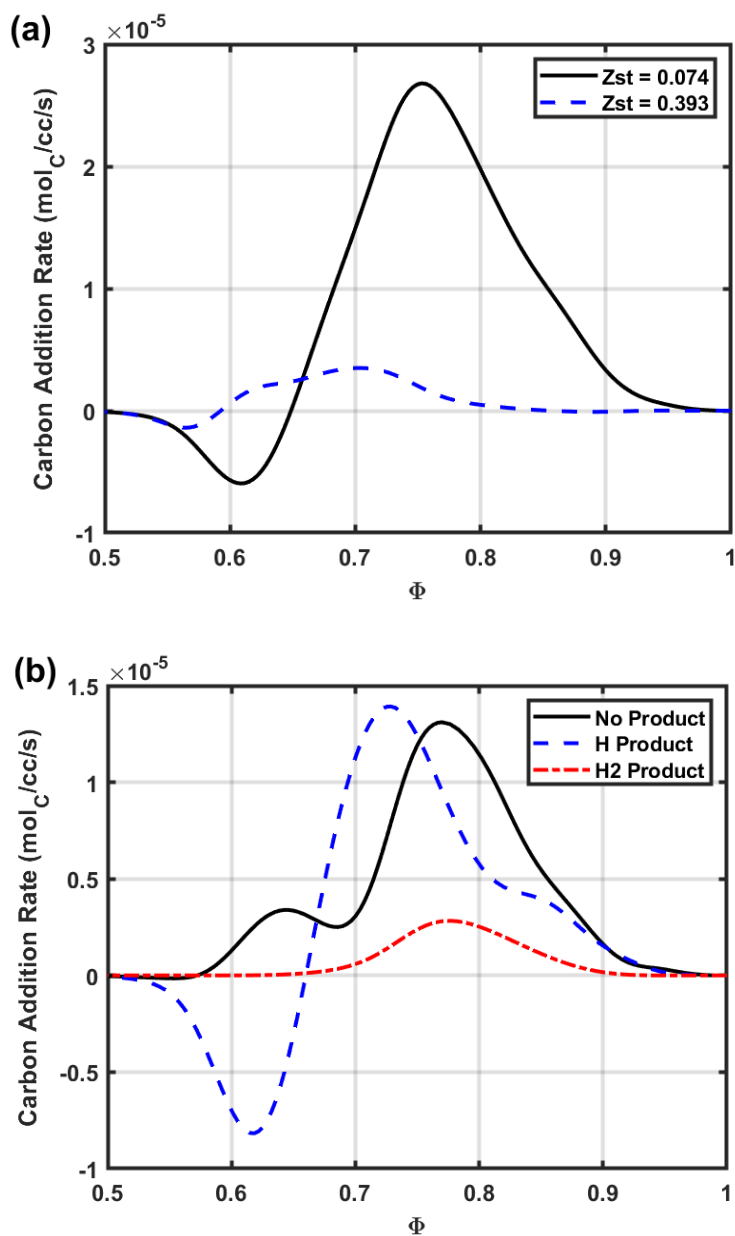 (a)
×10⁻⁵
3
2
1
0
-1
0.5 0.6 0.7 0.8 0.9 1
Carbon Addition Rate (mol_C/cc/s)
Φ
Zst = 0.074
Zst = 0.393
(b)
×10⁻⁵
1.5
1
0.5
0
-0.5
-1
0.5 0.6 0.7 0.8 0.9 1
Carbon Addition Rate (mol_C/cc/s)
Φ
No Product
H Product
H2 Product